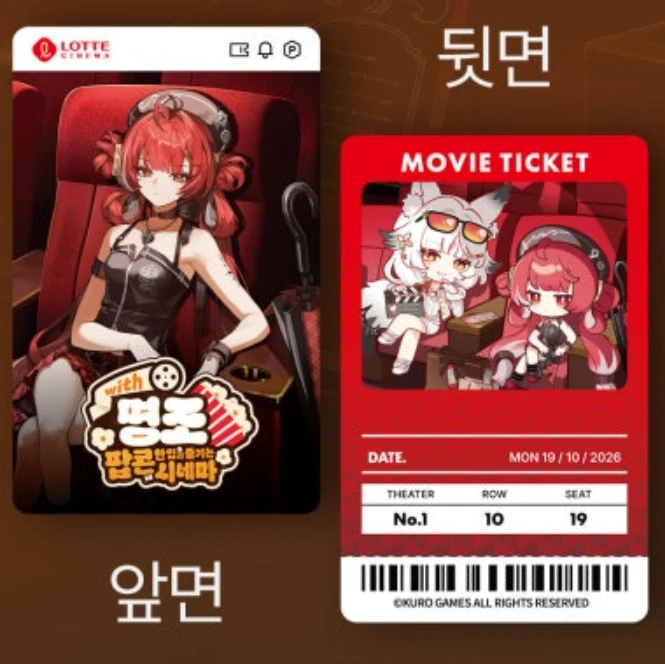 뒷면
LOTTE
CINEMA
with
명조
팝콘 한입 즐기는
시네마
앞면
MOVIE TICKET
DATE. MON 19 / 10 / 2026
THEATER ROW SEAT
No.1 10 19
©KURO GAMES ALL RIGHTS RESERVED